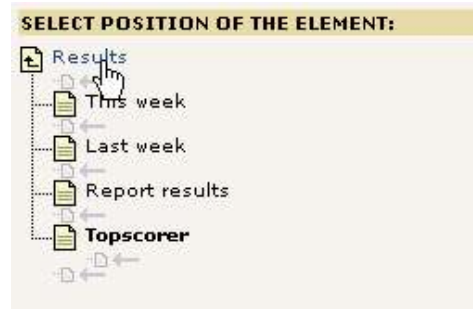 SELECT POSITION OF THE ELEMENT:
Results
This week
Last week
Report results
Topscorer